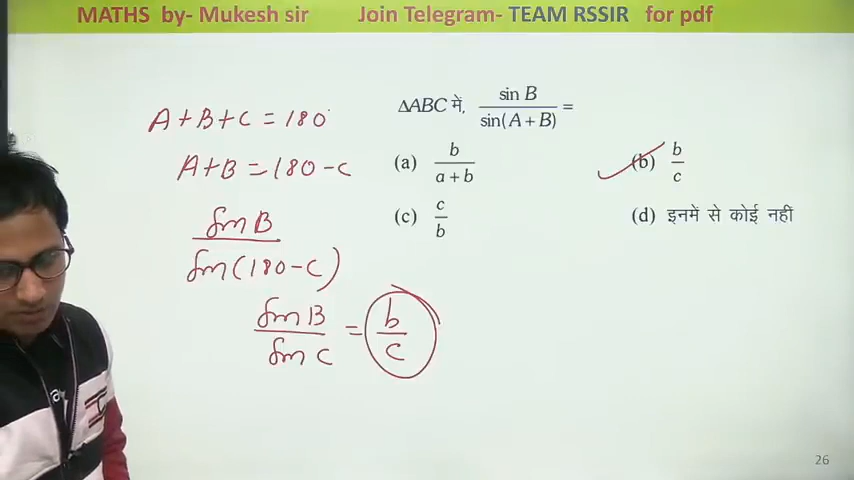 MATHS by- Mukesh sir Join Telegram- TEAM RSSIR for pdf
ΔABC में, sin B / sin(A + B) =
(a) b / a + b
(b) b / c
(c) c / b
(d) इनमें से कोई नहीं
A + B + C = 180°
A + B = 180 - C
sin B / sin (180 - C)
sin B / sin C = b / c
26